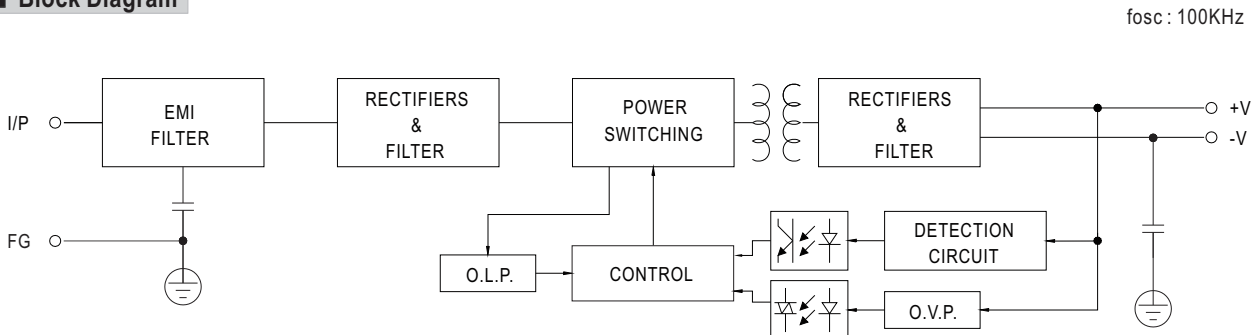 Block Diagram
fosc : 100KHz
I/P
EMI
FILTER
RECTIFIERS
&
FILTER
POWER
SWITCHING
RECTIFIERS
&
FILTER
+V
-V
FG
O.L.P.
CONTROL
DETECTION
CIRCUIT
O.V.P.